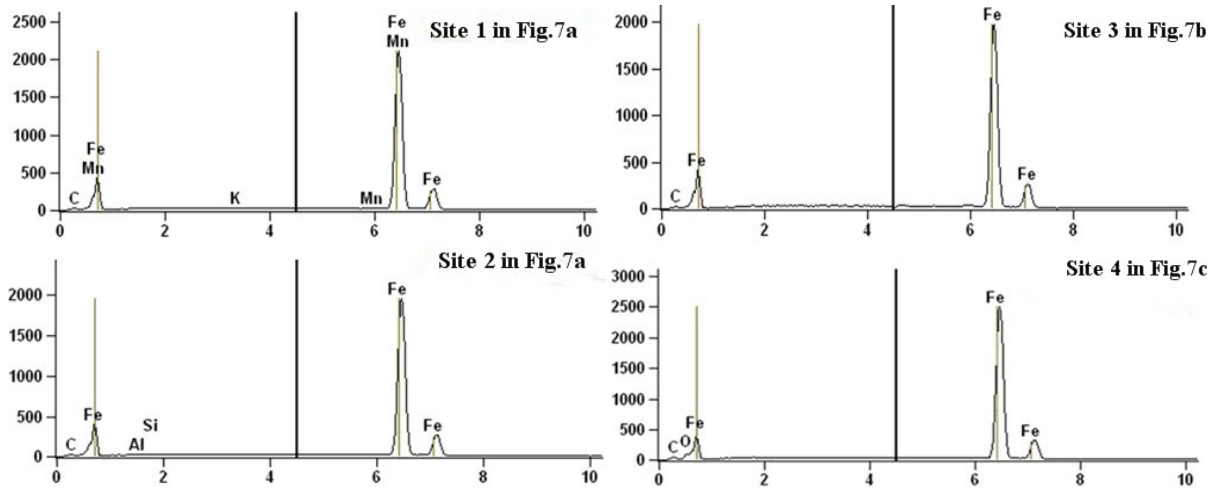 Site 1 in Fig.7a
2500
2000
1500
1000
500
0
Fe
Mn
Fe
Mn
C
K
Mn
Fe
0 2 4 6 8 10
Site 3 in Fig.7b
2000
1500
1000
500
0
Fe
Fe
C
Fe
0 2 4 6 8 10
Site 2 in Fig.7a
2000
1500
1000
500
0
Fe
Fe
C
Si
Al
Fe
0 2 4 6 8 10
Site 4 in Fig.7c
3000
2500
2000
1500
1000
500
0
Fe
Fe
C O
Fe
0 2 4 6 8 10